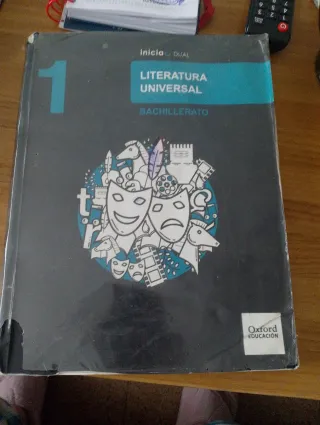 inicia DUAL
1
LITERATURA
UNIVERSAL
BACHILLERATO
Oxford
EDUCACIÓN